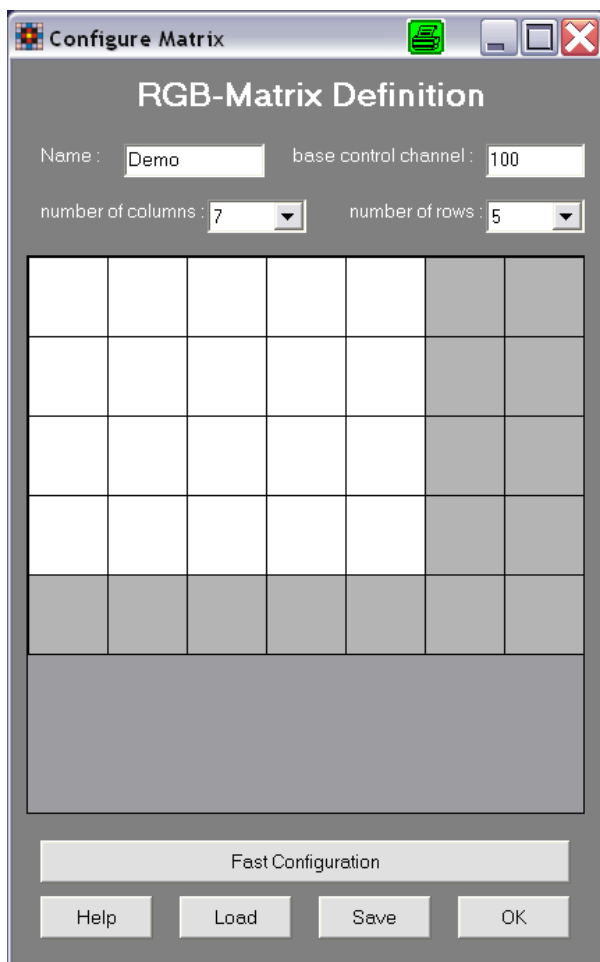 Configure Matrix
RGB-Matrix Definition
Name : Demo base control channel : 100
number of columns : 7 number of rows : 5
Fast Configuration
Help Load Save OK